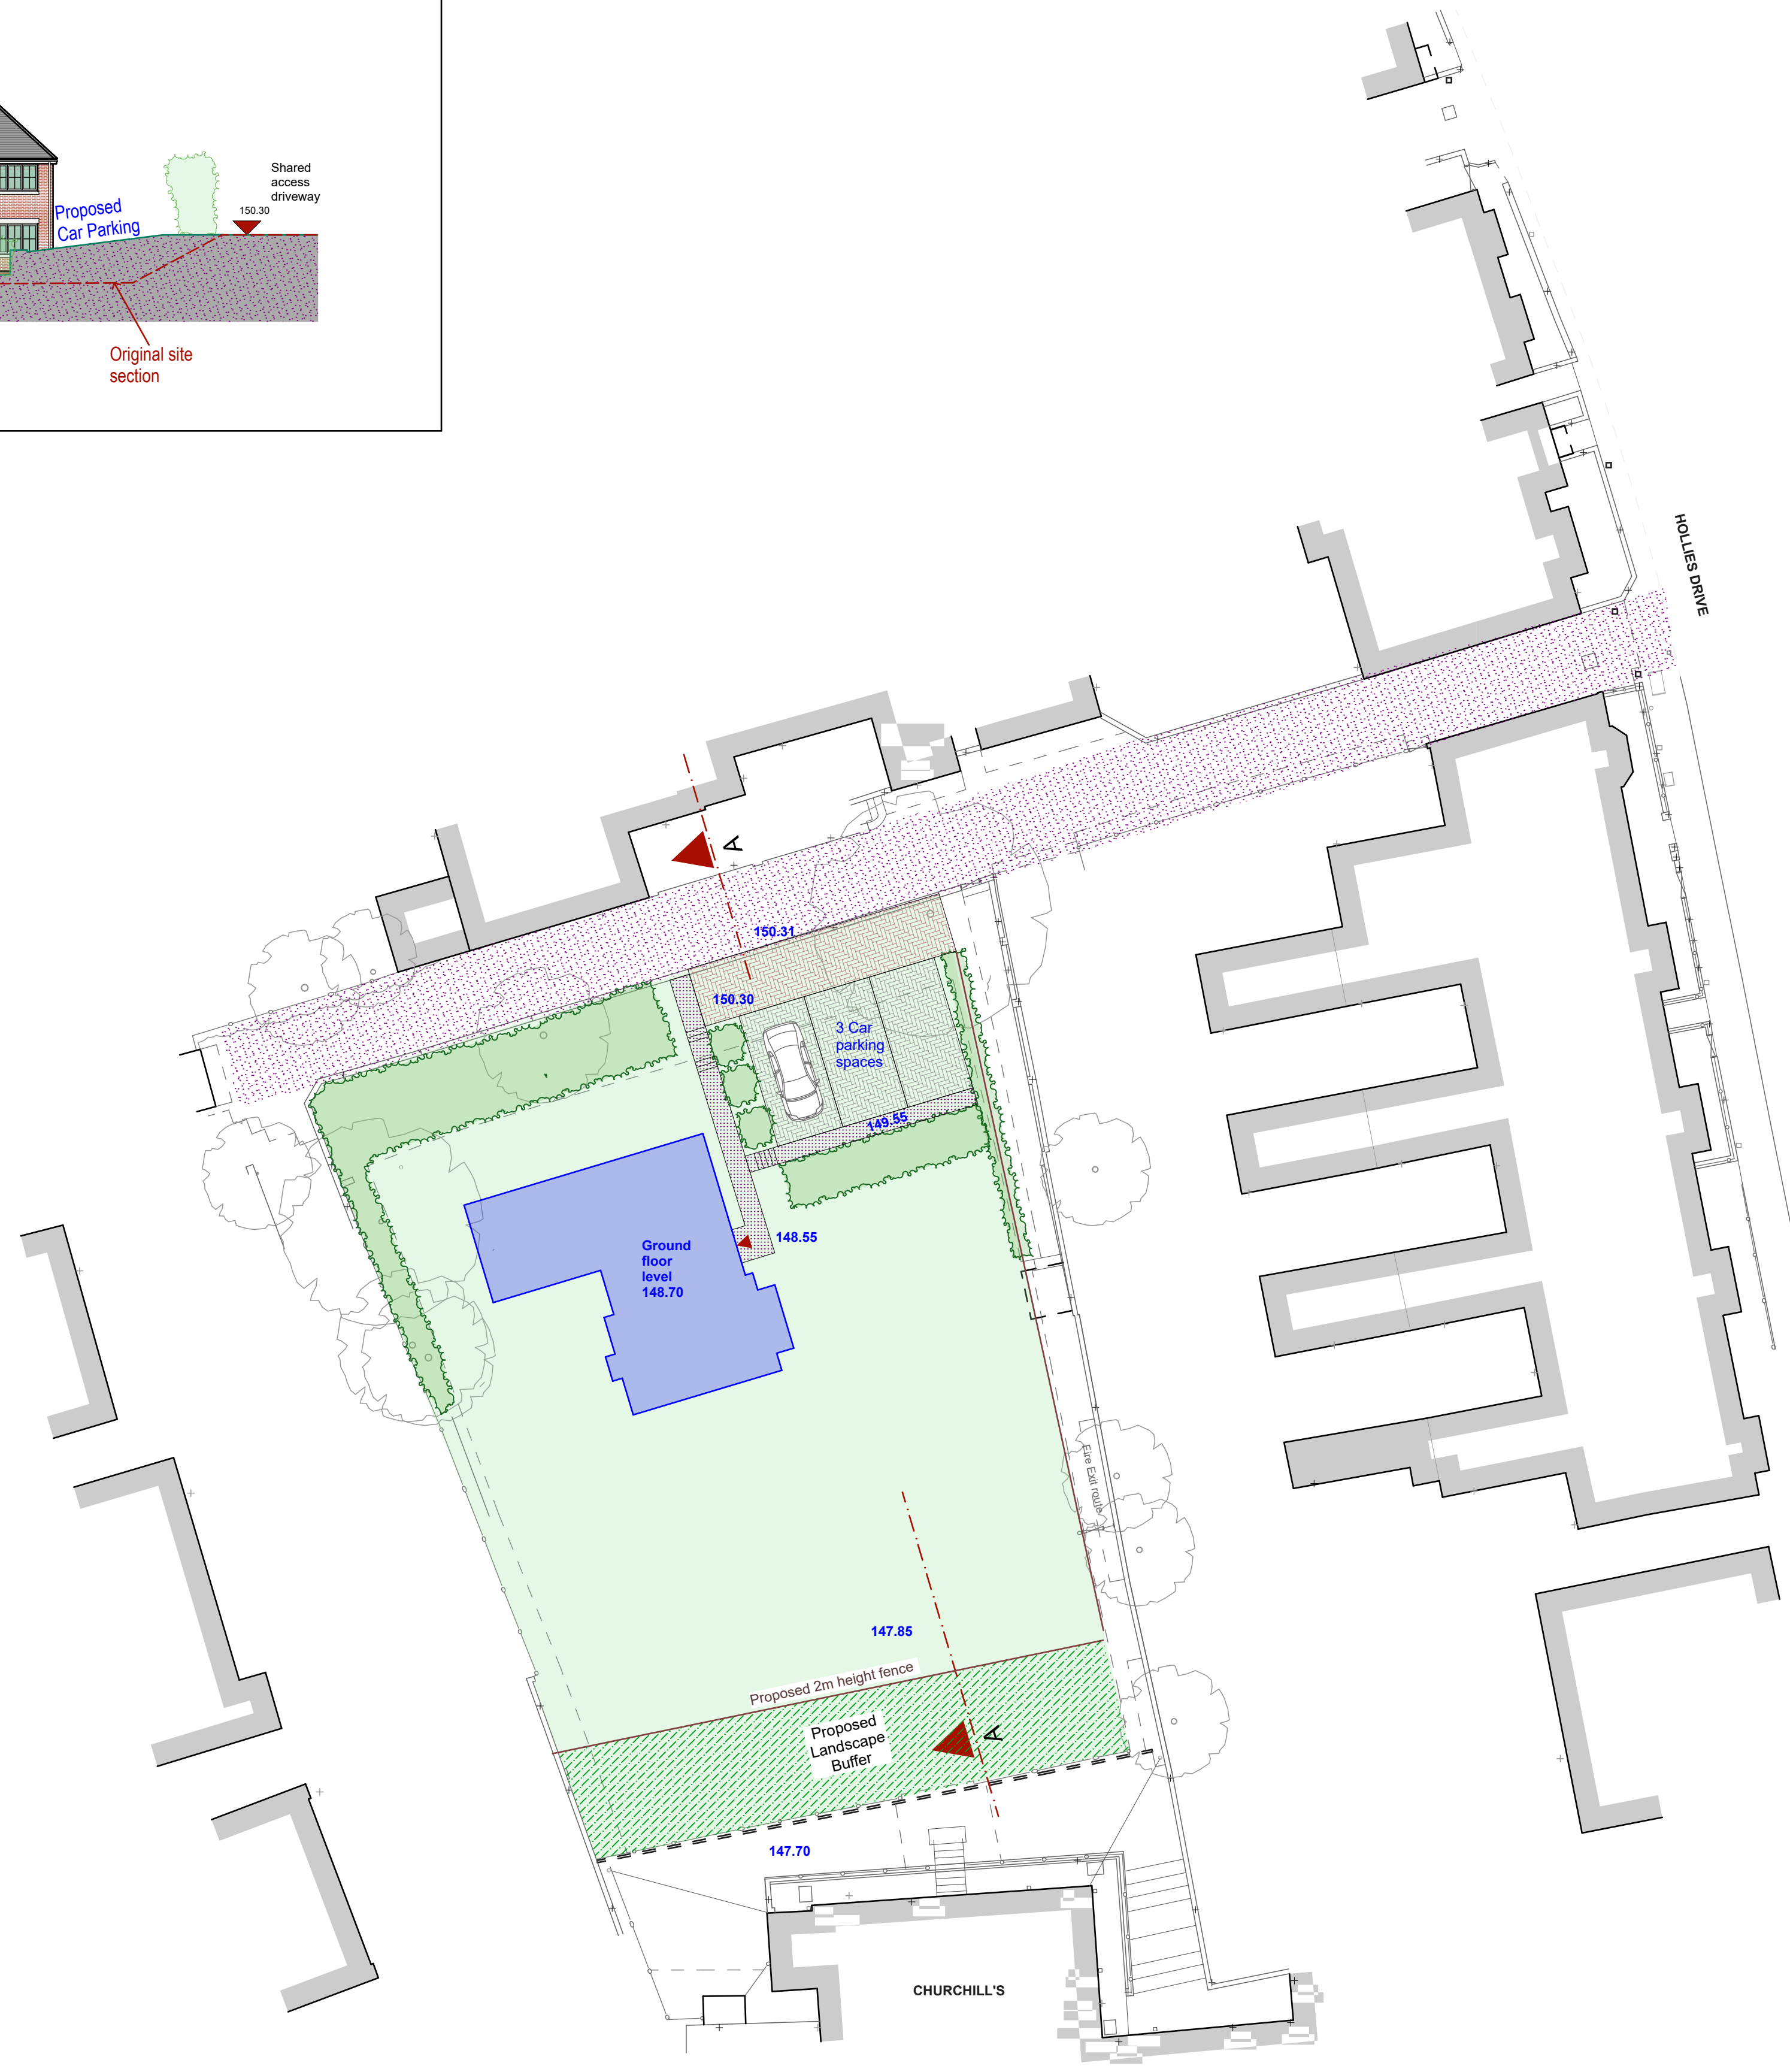 Shared
access
driveway
150.30
Proposed
Car Parking
Original site
section
HOLLIES DRIVE
A
150.31
150.30
3 Car
parking
spaces
149.55
148.55
Ground
floor
level
148.70
Fire Exit route
147.85
Proposed 2m height fence
Proposed
Landscape
Buffer
A
147.70
CHURCHILL'S